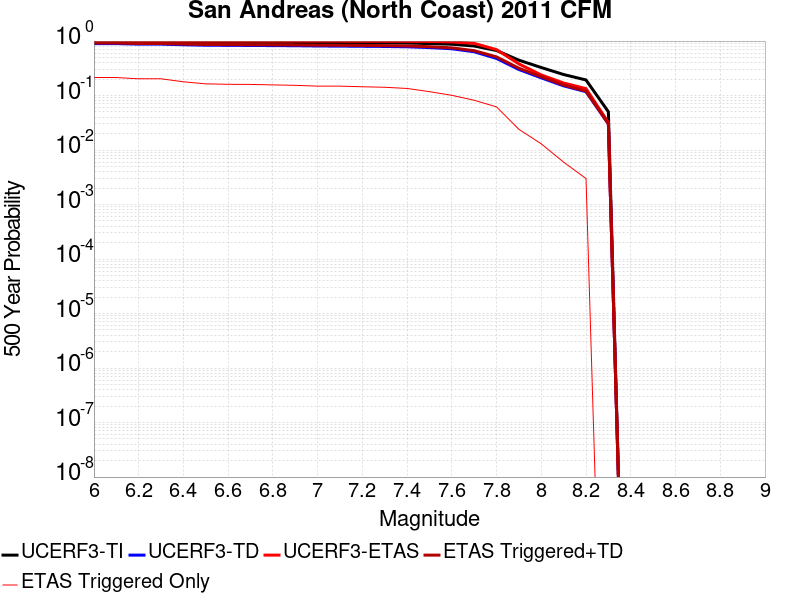 San Andreas (North Coast) 2011 CFM
10^0
10^-1
10^-2
10^-3
10^-4
10^-5
10^-6
10^-7
10^-8
500 Year Probability
6 6.2 6.4 6.6 6.8 7 7.2 7.4 7.6 7.8 8 8.2 8.4 8.6 8.8 9
Magnitude
UCERF3-TI UCERF3-TD UCERF3-ETAS ETAS Triggered+TD
ETAS Triggered Only